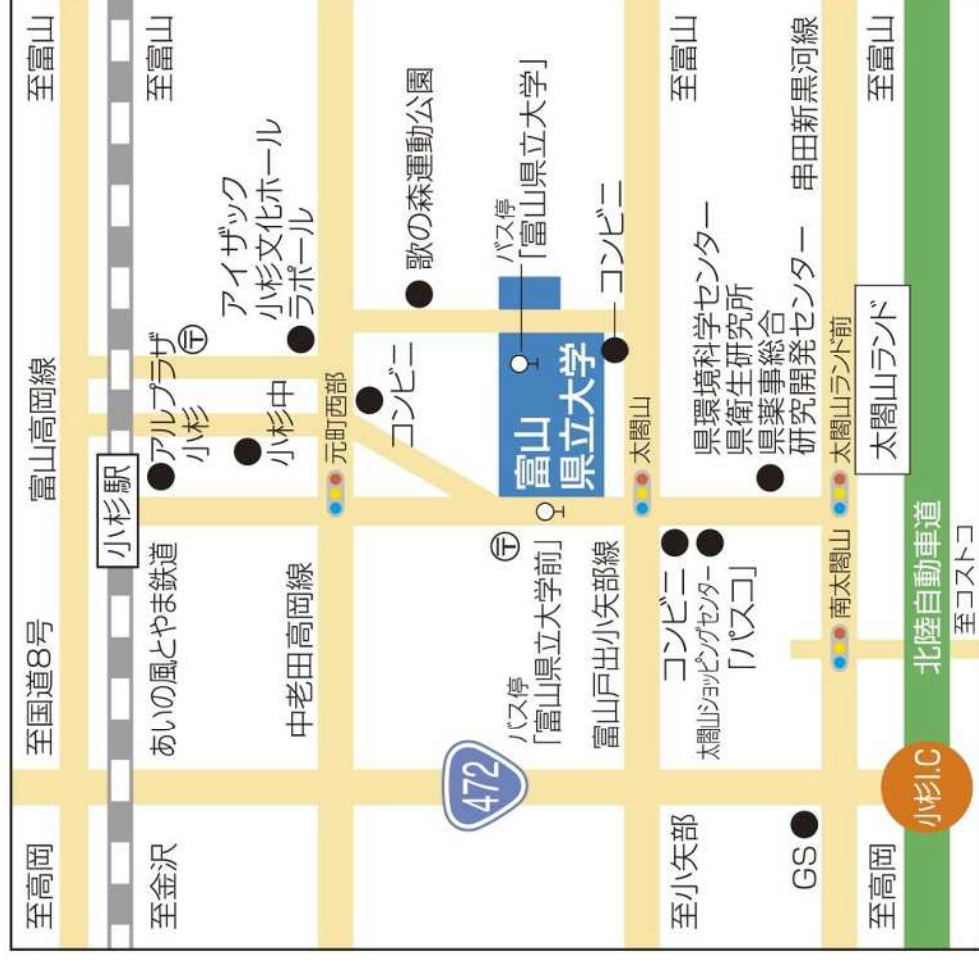 至高岡
至国道8号
富山高岡線
至富山
小杉駅
至金沢
あいの風とやま鉄道
アルプラザ
小杉
〒
至富山
小杉中
アイザック
小杉文化ホール
ラポール
中老田高岡線
元町西部
コンビニ
歌の森運動公園
472
〒
バス停
「富山県立大学前」
富山
県立大学
バス停
「富山県立大学」
コンビニ
富山戸出小矢部線
太閤山
至小矢部
コンビニ
太閤山ショッピングセンター
「パスコ」
至富山
県環境科学センター
県衛生研究所
県薬事総合
研究開発センター
串田新黒河線
GS
南太閤山
太閤山ランド前
至高岡
太閤山ランド
至富山
小杉I.C
北陸自動車道
至コストコ